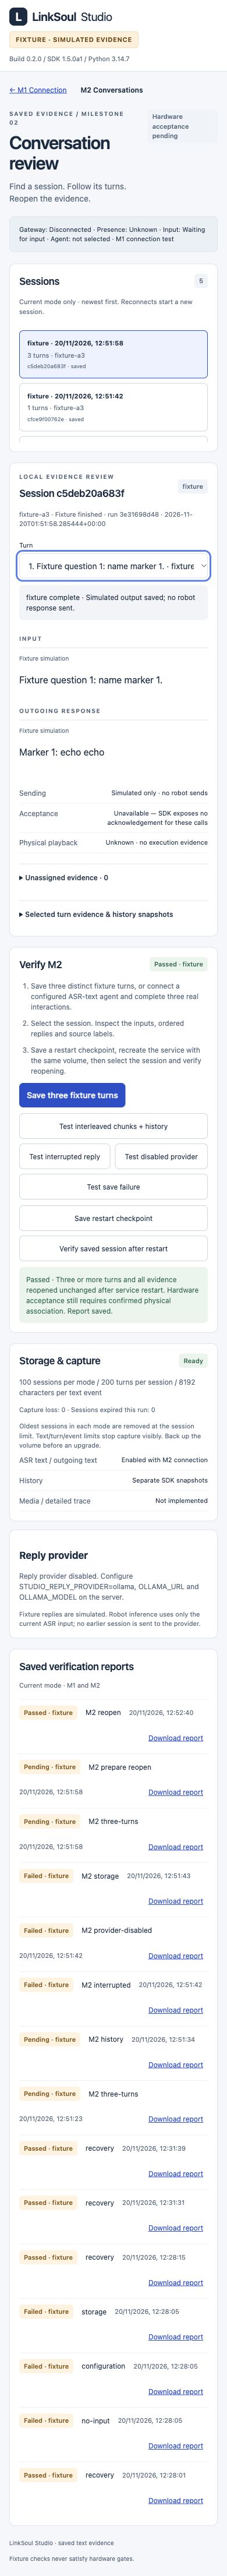 L LinkSoul Studio
FIXTURE · SIMULATED EVIDENCE
Build 0.2.0 / SDK 1.5.0a1 / Python 3.14.7
← M1 Connection M2 Conversations
SAVED EVIDENCE / MILESTONE
02
Hardware
acceptance
pending
Conversation
review
Find a session. Follow its turns.
Reopen the evidence.
Gateway: Disconnected · Presence: Unknown · Input: Waiting
for input · Agent: not selected · M1 connection test
Sessions 5
Current mode only · newest first. Reconnects start a new
session.
fixture · 20/11/2026, 12:51:58
3 turns · fixture-a3
c5deb20a683f · saved
fixture · 20/11/2026, 12:51:42
1 turns · fixture-a3
cfce9f00762e · saved
LOCAL EVIDENCE REVIEW
Session c5deb20a683f fixture
fixture-a3 · Fixture finished · run 3e31698d48 · 2026-11-
20T01:51:58.285444+00:00
Turn
1. Fixture question 1: name marker 1. · fixture
fixture complete · Simulated output saved; no robot
response sent.
INPUT
Fixture simulation
Fixture question 1: name marker 1.
OUTGOING RESPONSE
Fixture simulation
Marker 1: echo echo
Sending Simulated only · no robot sends
Acceptance Unavailable — SDK exposes no
acknowledgement for these calls
Physical playback Unknown · no execution evidence
▸ Unassigned evidence · 0
▸ Selected turn evidence & history snapshots
Verify M2 Passed · fixture
1. Save three distinct fixture turns, or connect a
configured ASR-text agent and complete three real
interactions.
2. Select the session. Inspect the inputs, ordered
replies and source labels.
3. Save a restart checkpoint, recreate the service with
the same volume, then select the session and verify
reopening.
Save three fixture turns
Test interleaved chunks + history
Test interrupted reply Test disabled provider
Test save failure
Save restart checkpoint
Verify saved session after restart
Passed · Three or more turns and all evidence
reopened unchanged after service restart. Hardware
acceptance still requires confirmed physical
association. Report saved.
Storage & capture Ready
100 sessions per mode / 200 turns per session / 8192
characters per text event
Capture loss: 0 · Sessions expired this run: 0
Oldest sessions in each mode are removed at the session
limit. Text/turn/event limits stop capture visibly. Back up the
volume before an upgrade.
ASR text / outgoing text Enabled with M2 connection
History Separate SDK snapshots
Media / detailed trace Not implemented
Reply provider
Reply provider disabled. Configure
STUDIO_REPLY_PROVIDER=ollama, OLLAMA_URL and
OLLAMA_MODEL on the server.
Fixture replies are simulated. Robot inference uses only the
current ASR input; no earlier session is sent to the provider.
Saved verification reports
Current mode · M1 and M2
Passed · fixture M2 reopen 20/11/2026, 12:52:40
Download report
Pending · fixture M2 prepare reopen
20/11/2026, 12:51:58 Download report
Pending · fixture M2 three-turns
20/11/2026, 12:51:58 Download report
Failed · fixture M2 storage 20/11/2026, 12:51:43
Download report
Failed · fixture M2 provider-disabled
20/11/2026, 12:51:42 Download report
Failed · fixture M2 interrupted 20/11/2026, 12:51:42
Download report
Pending · fixture M2 history 20/11/2026, 12:51:34
Download report
Pending · fixture M2 three-turns
20/11/2026, 12:51:23 Download report
Passed · fixture recovery 20/11/2026, 12:31:39
Download report
Passed · fixture recovery 20/11/2026, 12:31:31
Download report
Passed · fixture recovery 20/11/2026, 12:28:15
Download report
Failed · fixture storage 20/11/2026, 12:28:05
Download report
Failed · fixture configuration 20/11/2026, 12:28:05
Download report
Failed · fixture no-input 20/11/2026, 12:28:05
Download report
Passed · fixture recovery 20/11/2026, 12:28:01
Download report
LinkSoul Studio · saved text evidence
Fixture checks never satisfy hardware gates.